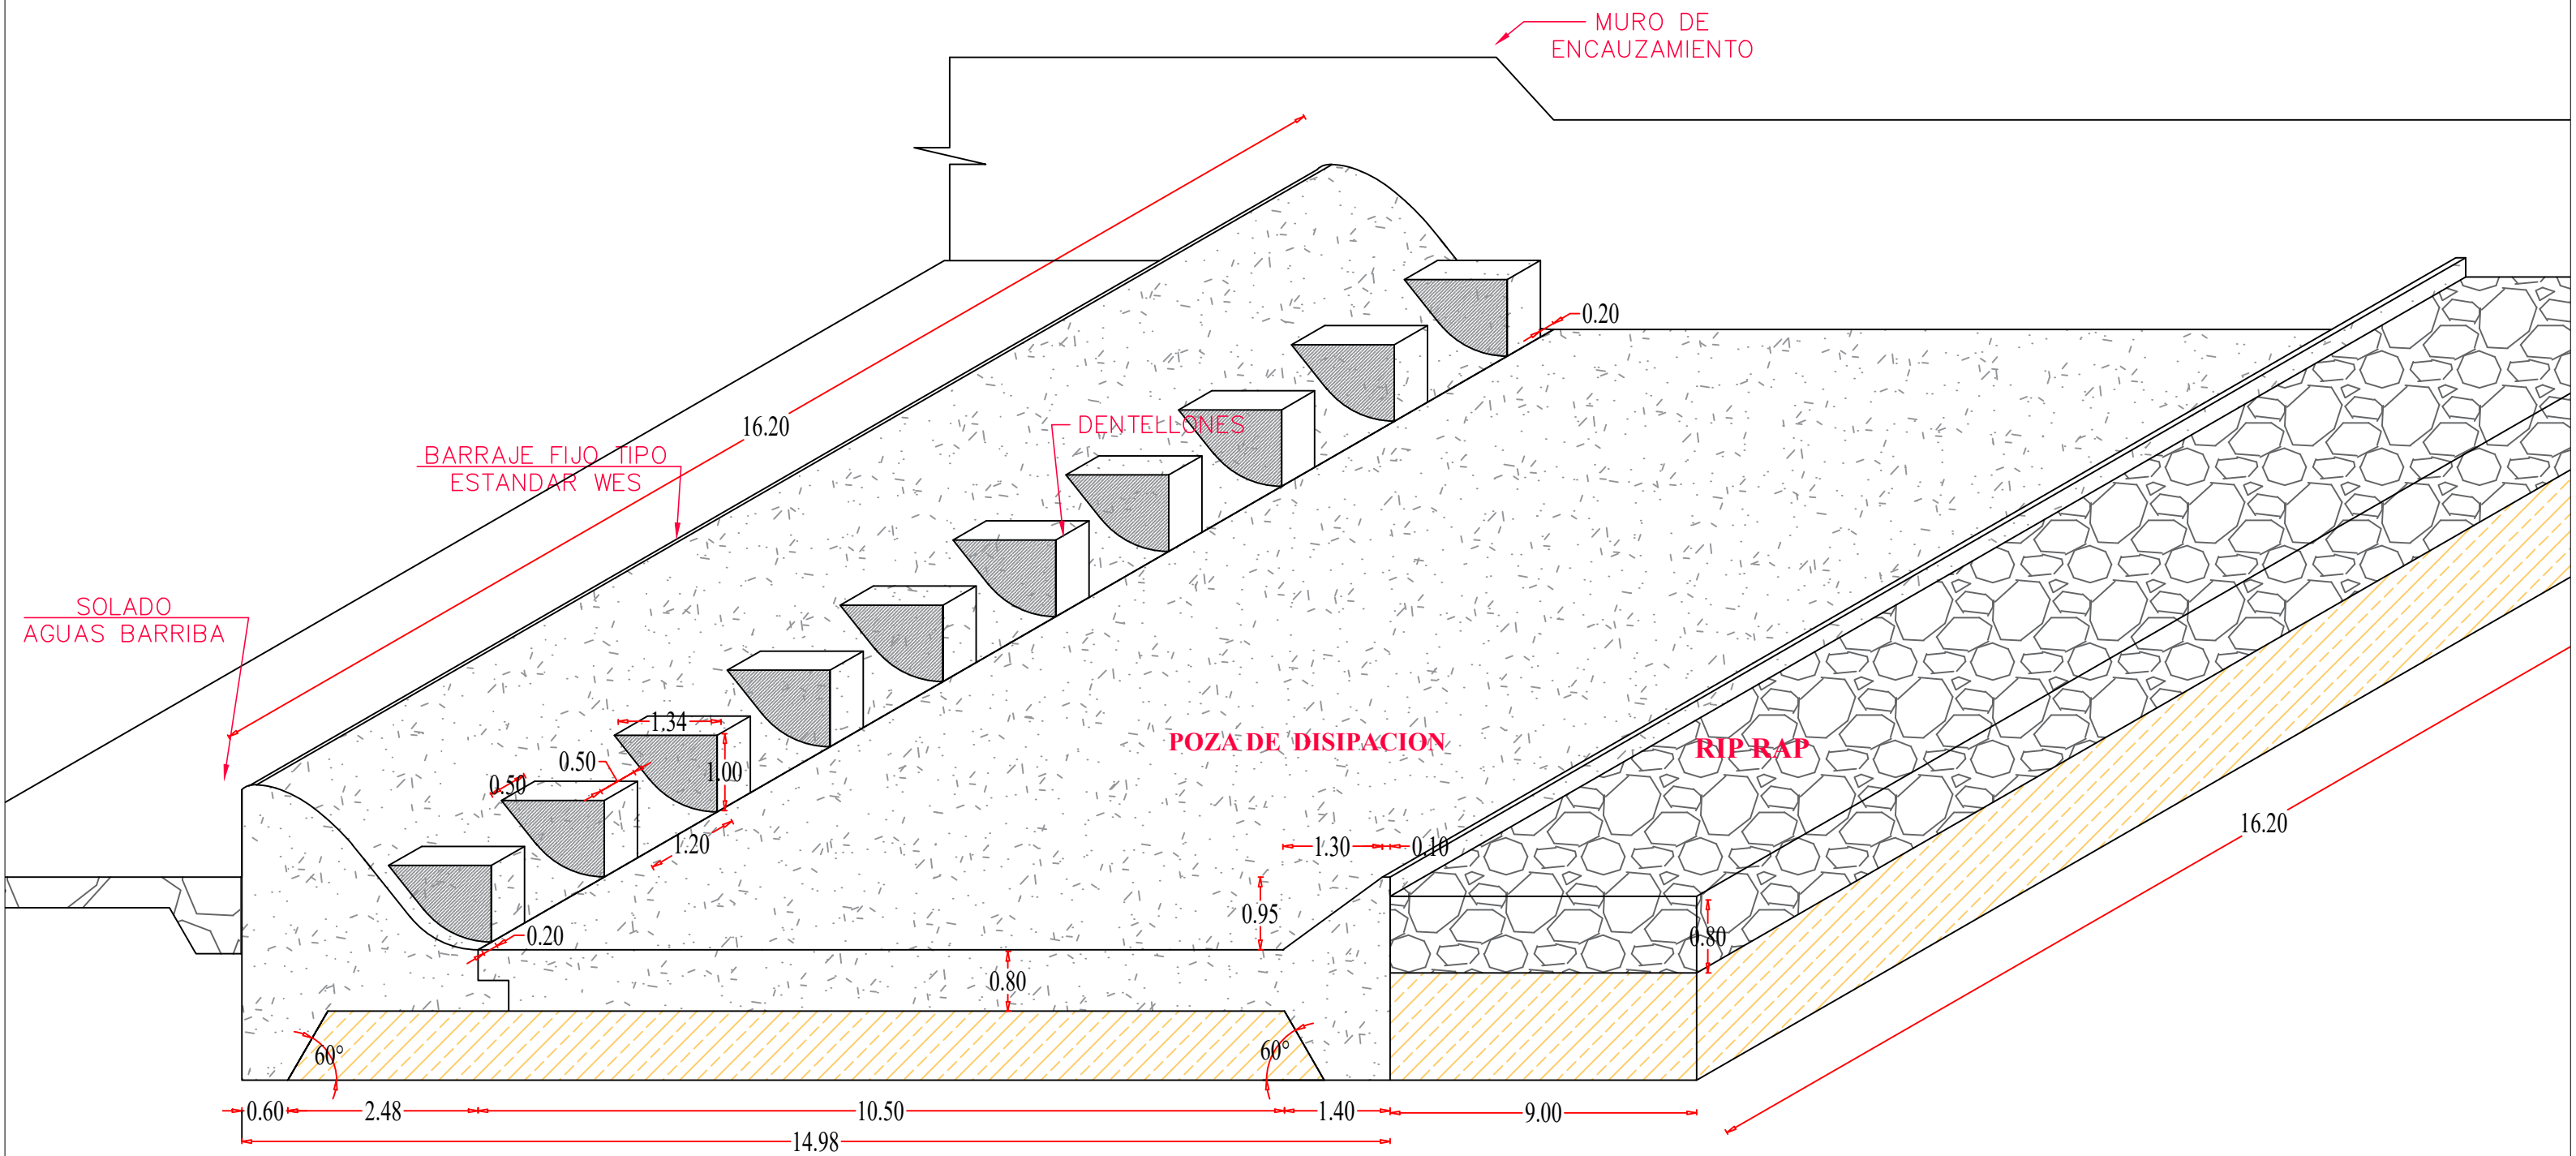 MURO DE
ENCAUZAMIENTO
0.20
16.20
DENTELLONES
BARRAJE FIJO TIPO
ESTANDAR WES
SOLADO
AGUAS BARRIBA
1.34
POZA DE DISIPACION
RIP RAP
0.50
1.00
0.50
16.20
1.20
1.30
0.10
0.95
0.20
0.80
0.80
60°
60°
0.60
2.48
10.50
1.40
9.00
14.98